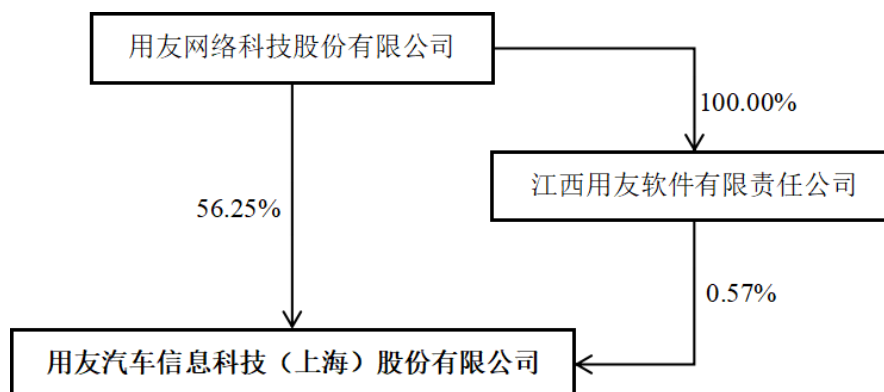 用友网络科技股份有限公司
100.00%
江西用友软件有限责任公司
56.25%
0.57%
用友汽车信息科技（上海）股份有限公司